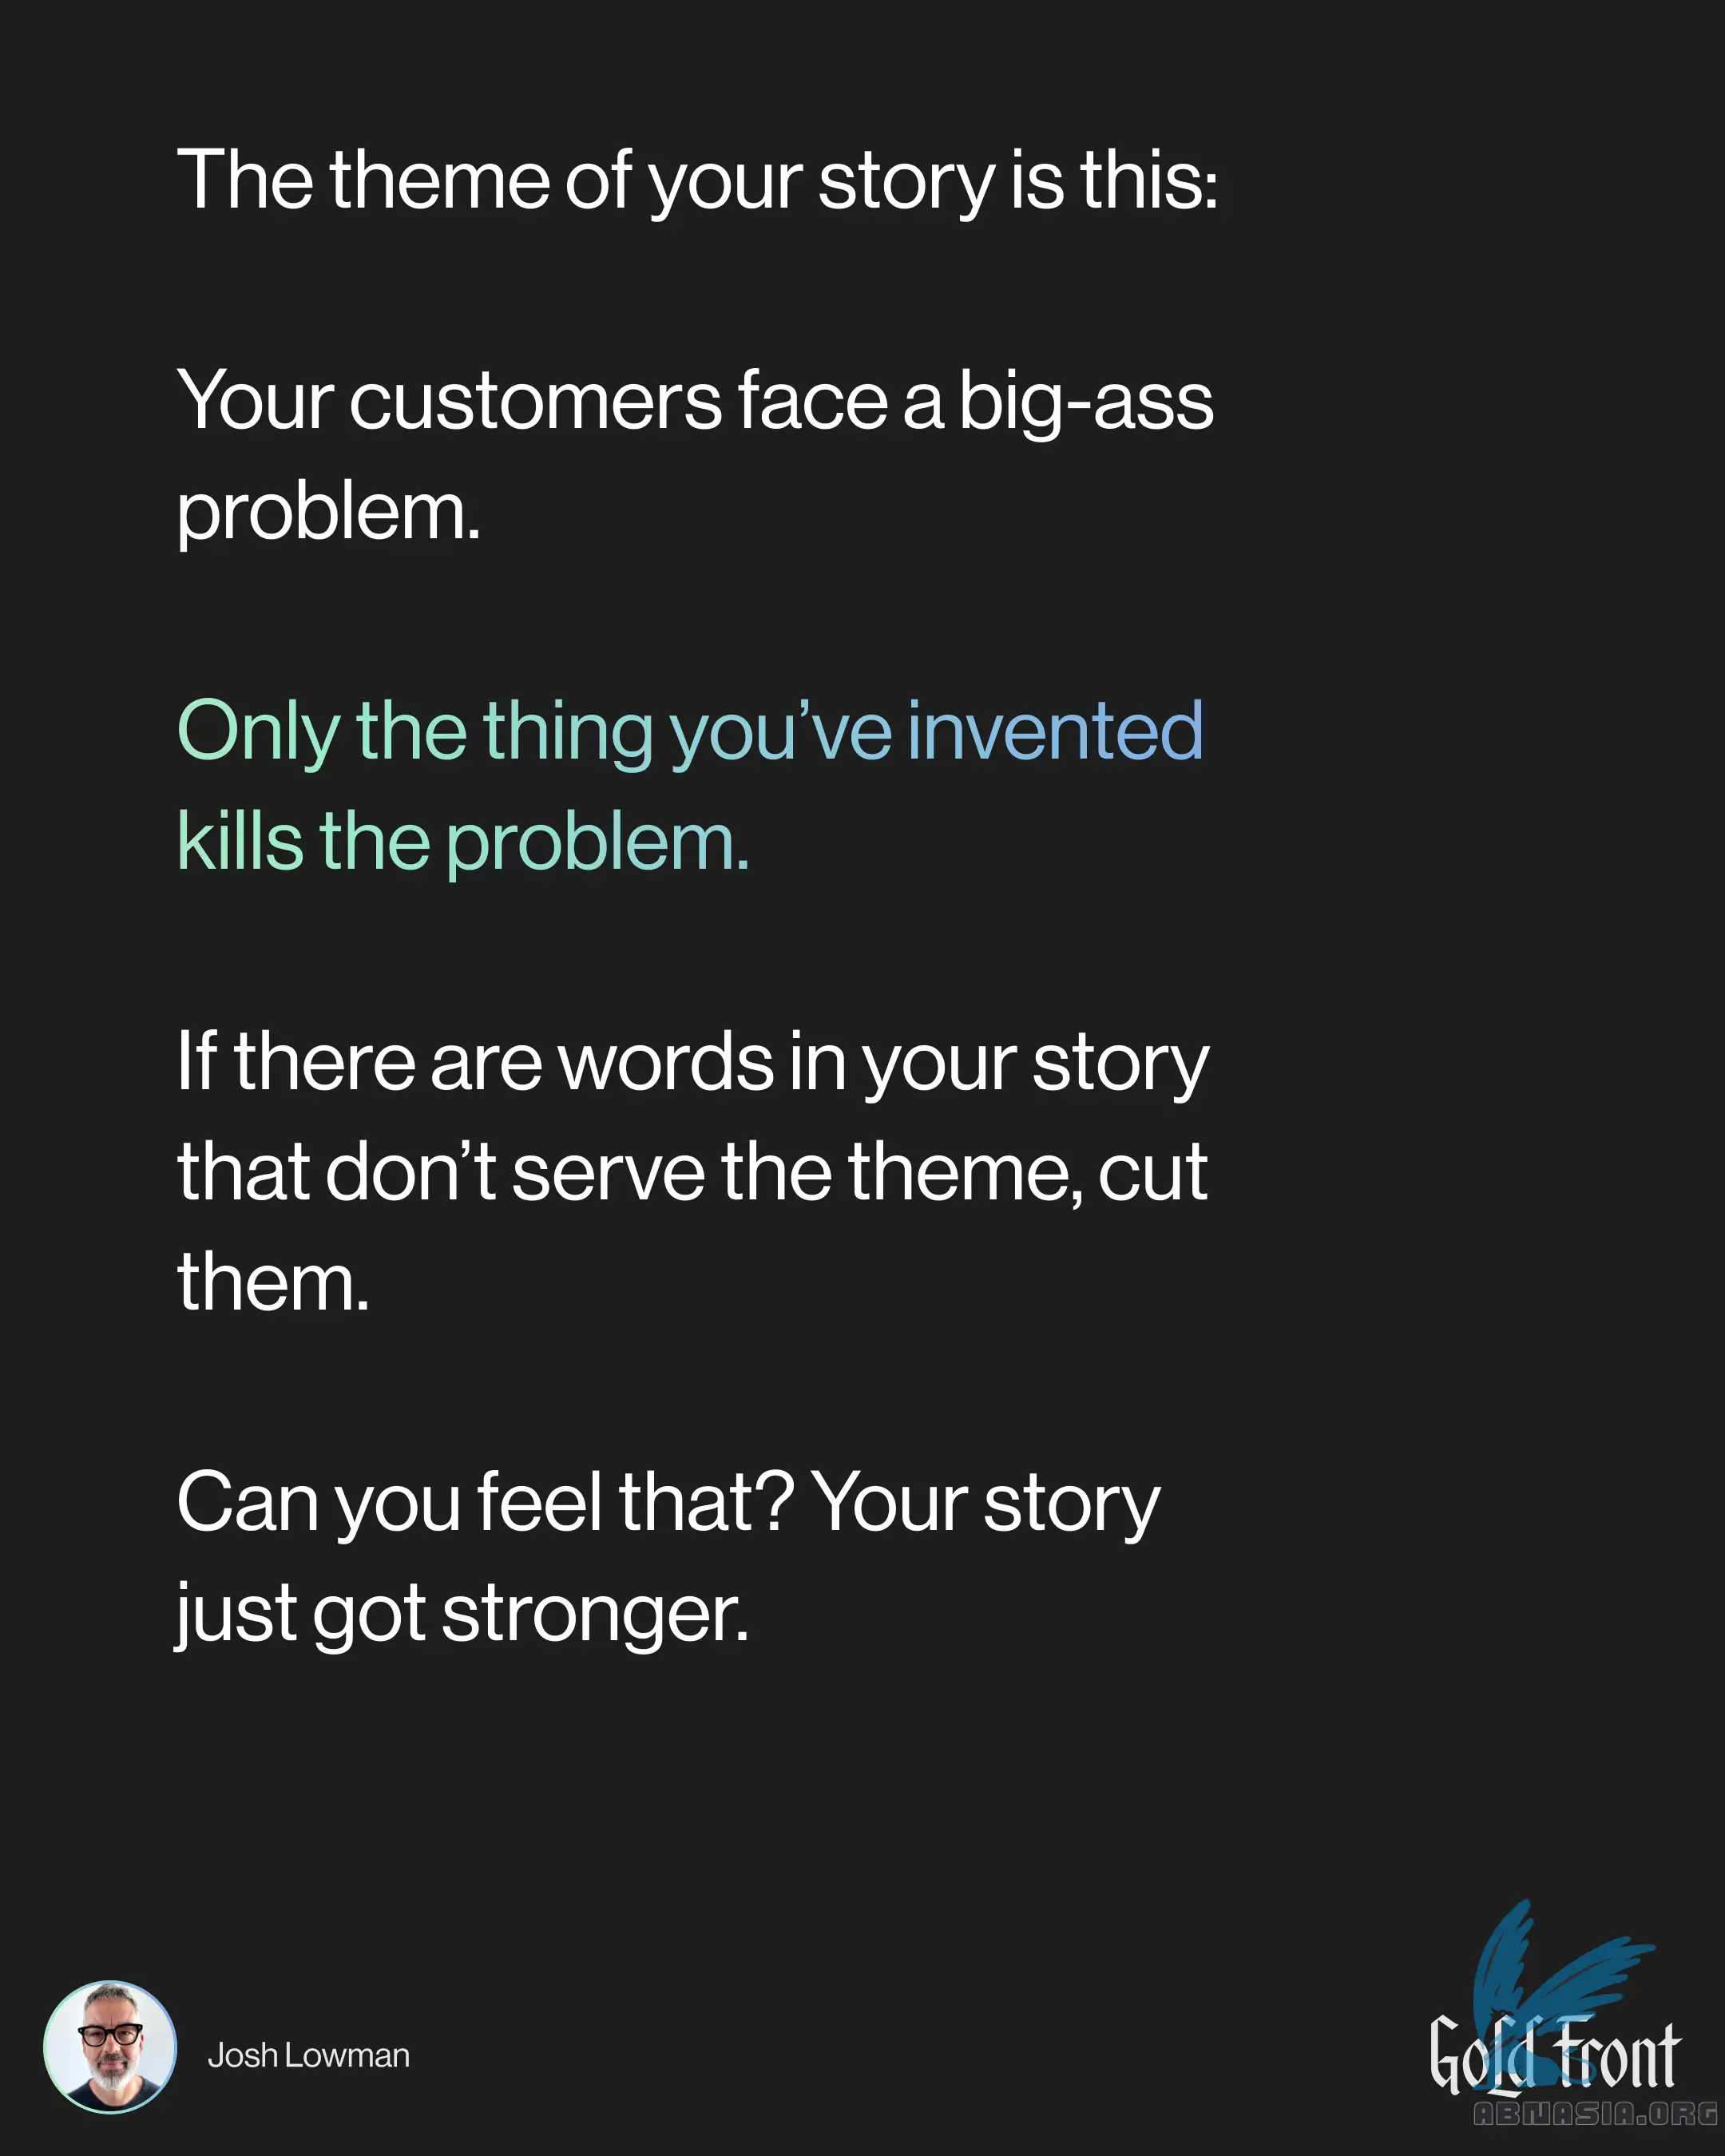 The theme of your story is this:
Your customers face a big-ass
problem.
Only the thing you’ve invented
kills the problem.
If there are words in your story
that don’t serve the theme, cut
them.
Can you feel that? Your story
just got stronger.
Josh Lowman
Gold Front
ABNASIA.ORG